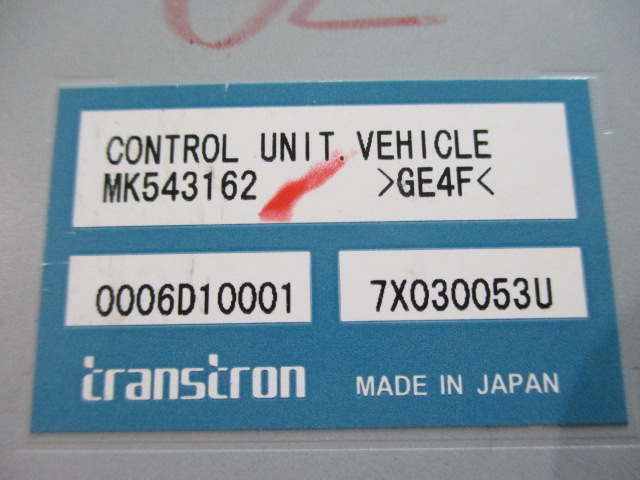 CONTROL UNIT.VEHICLE
MK543162 >GE4F<
0006D10001 7X030053U
transtron MADE IN JAPAN